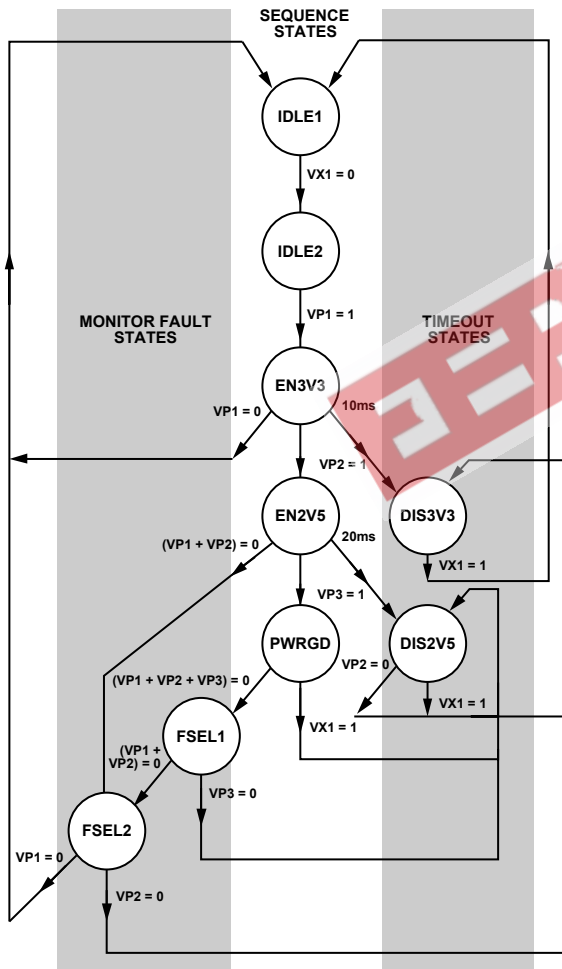 SEQUENCE
STATES
IDLE1
VX1 = 0
IDLE2
MONITOR FAULT
STATES
VP1 = 1
TIMEOUT
STATES
EN3V3
VP1 = 0
10ms
VP2 = 1
EN2V5
DIS3V3
(VP1 + VP2) = 0
20ms
VX1 = 1
VP3 = 1
PWRGD
DIS2V5
VP2 = 0
(VP1 + VP2 + VP3) = 0
VX1 = 1
FSEL1
VX1 = 1
(VP1 +
VP2) = 0
VP3 = 0
FSEL2
VP1 = 0
VP2 = 0